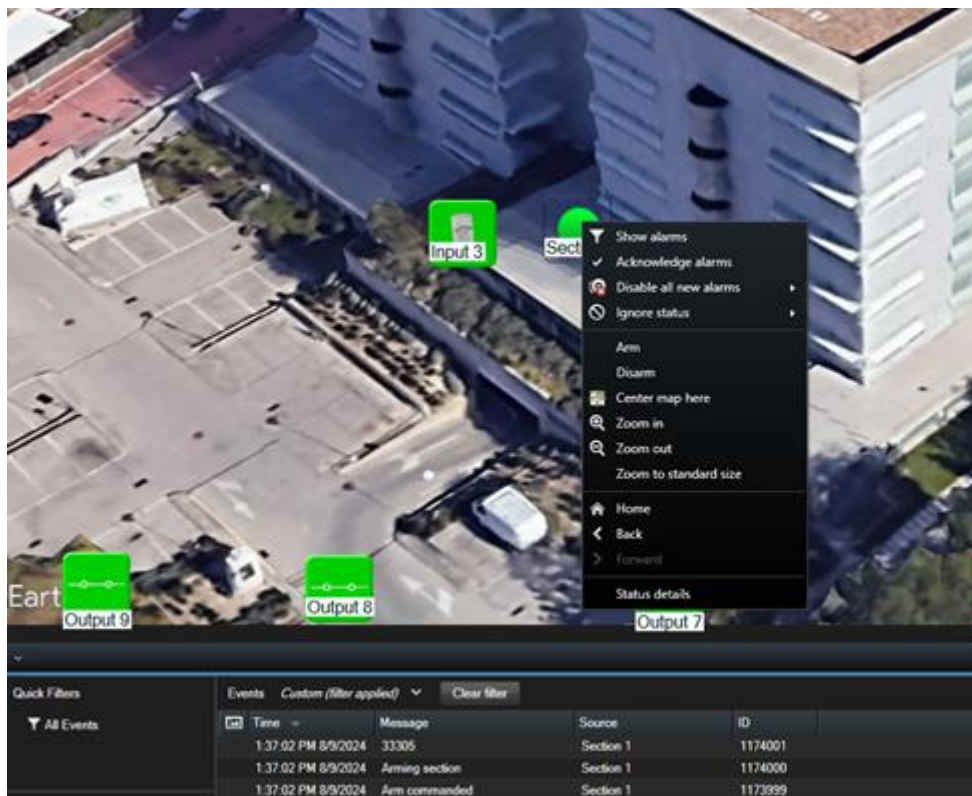 Input 3
Sect
Show alarms
Acknowledge alarms
Disable all new alarms
Ignore status
Arm
Disarm
Center map here
Zoom in
Zoom out
Zoom to standard size
Home
Back
Forward
Status details
Eart
Output 9
Output 8
Output 7
Quick Filters
All Events
Events Custom (filter applied) Clear filter
Time Message Source ID
1:37:02 PM 8/9/2024 33305 Section 1 1174001
1:37:02 PM 8/9/2024 Arming section Section 1 1174000
1:37:02 PM 8/9/2024 Arm commanded Section 1 1173999